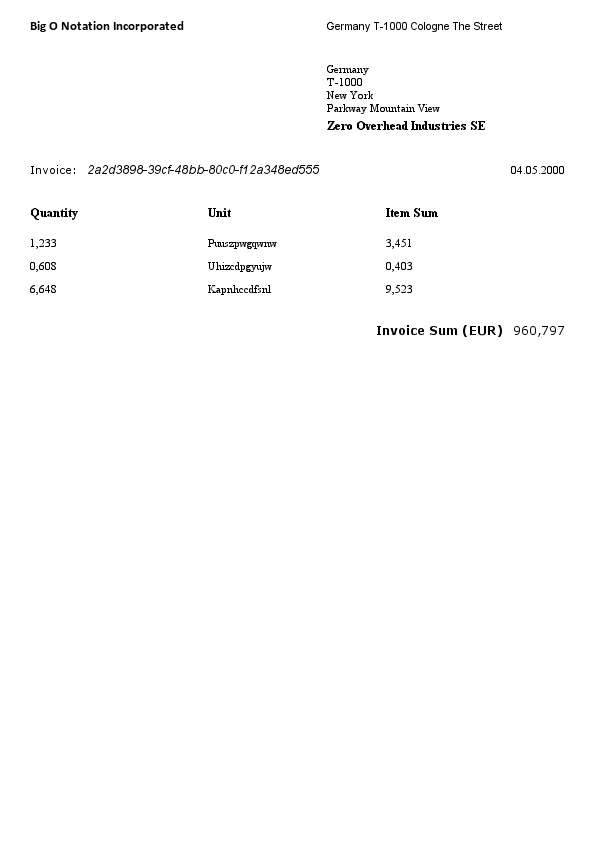 Big O Notation Incorporated Germany T-1000 Cologne The Street
Germany
T-1000
New York
Parkway Mountain View
Zero Overhead Industries SE
Invoice: 2a2d3898-39cf-48bb-80c0-f12a348ed555 04.05.2000
Quantity Unit Item Sum
1,233 Puuszpwgqwnw 3,451
0,608 Uhizcdpgyujw 0,403
6,648 Kapnhccdfsnl 9,523
Invoice Sum (EUR) 960,797